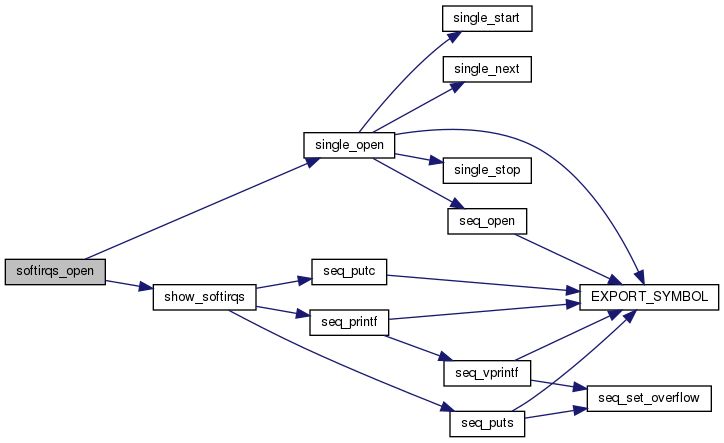 single_start
single_next
single_open
single_stop
seq_open
softirqs_open
seq_putc
show_softirqs
EXPORT_SYMBOL
seq_printf
seq_vprintf
seq_set_overflow
seq_puts